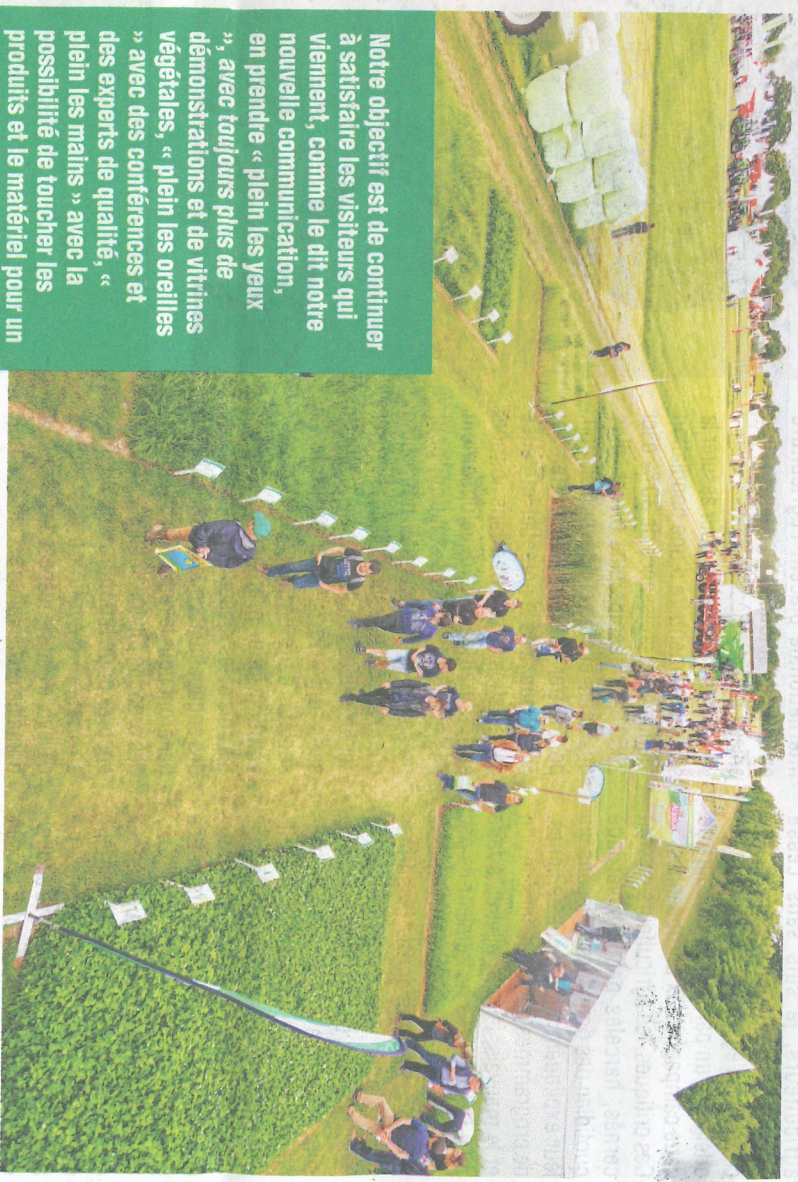 Notre objectif est de continuer
à satisfaire les visiteurs qui
viennent, comme le dit notre
nouvelle communication,
en prendre « plein les yeux
», avec toujours plus de
démonstrations et de vitrines
végétales, « plein les oreilles
» avec des conférences et
des experts de qualité, «
plein les mains » avec la
possibilité de toucher les
produits et le matériel pour un